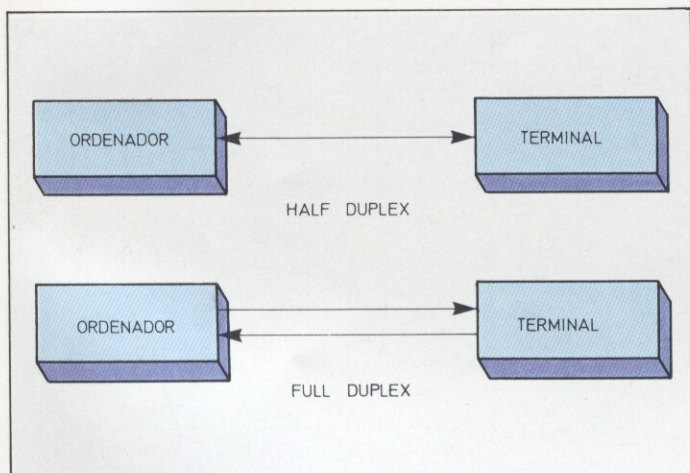 ORDENADOR
TERMINAL
HALF DUPLEX
ORDENADOR
TERMINAL
FULL DUPLEX